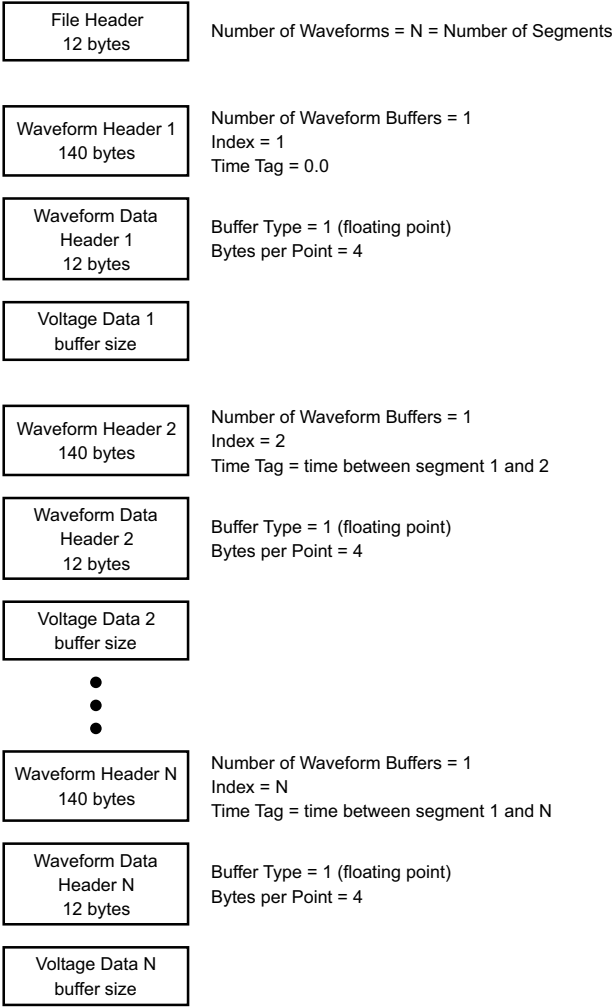 File Header
12 bytes
Number of Waveforms = N = Number of Segments
Waveform Header 1
140 bytes
Number of Waveform Buffers = 1
Index = 1
Time Tag = 0.0
Waveform Data
Header 1
12 bytes
Buffer Type = 1 (floating point)
Bytes per Point = 4
Voltage Data 1
buffer size
Waveform Header 2
140 bytes
Number of Waveform Buffers = 1
Index = 2
Time Tag = time between segment 1 and 2
Waveform Data
Header 2
12 bytes
Buffer Type = 1 (floating point)
Bytes per Point = 4
Voltage Data 2
buffer size
Waveform Header N
140 bytes
Number of Waveform Buffers = 1
Index = N
Time Tag = time between segment 1 and N
Waveform Data
Header N
12 bytes
Buffer Type = 1 (floating point)
Bytes per Point = 4
Voltage Data N
buffer size